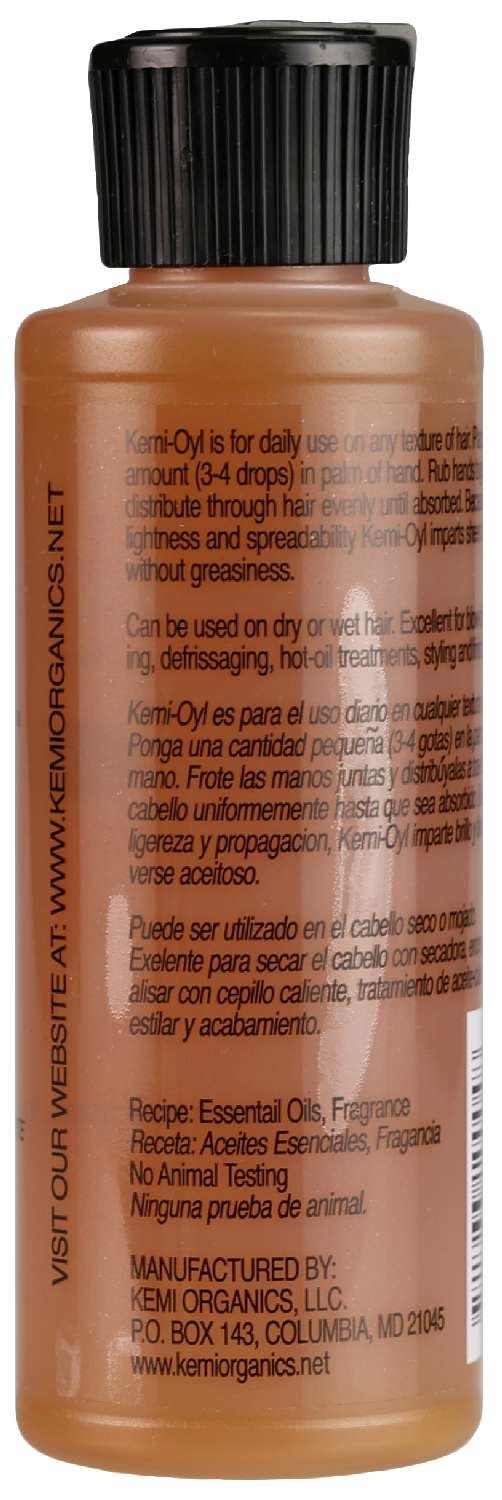 Kemi-Oyl is for daily use on any texture of hair.
amount (3-4 drops) in palm of hand. Rub hands
distribute through hair evenly until absorbed.
lightness and spreadability Kemi-Oyl imparts
without greasiness.
Can be used on dry or wet hair. Excellent for
ing, defrissaging, hot-oil treatments, styling and
Kemi-Oyl es para el uso diario en cualquier
Ponga una cantidad pequeña (3-4 gotas) en la
mano. Frote las manos juntas y distribúyalas a
cabello uniformemente hasta que sea absorbido.
ligereza y propagacion, Kemi-Oyl imparte brillo y
verse aceitoso.
Puede ser utilizado en el cabello seco o mojado.
Exelente para secar el cabello con secadora,
alisar con cepillo caliente, tratamiento de
estilar y acabamiento.
Recipe: Essentail Oils, Fragrance
Receta: Aceites Esenciales, Fragancia
No Animal Testing
Ninguna prueba de animal.
MANUFACTURED BY:
KEMI ORGANICS, LLC.
P.O. BOX 143, COLUMBIA, MD 21045
www.kemiorganics.net
VISIT OUR WEBSITE AT: WWW.KEMIORGANICS.NET